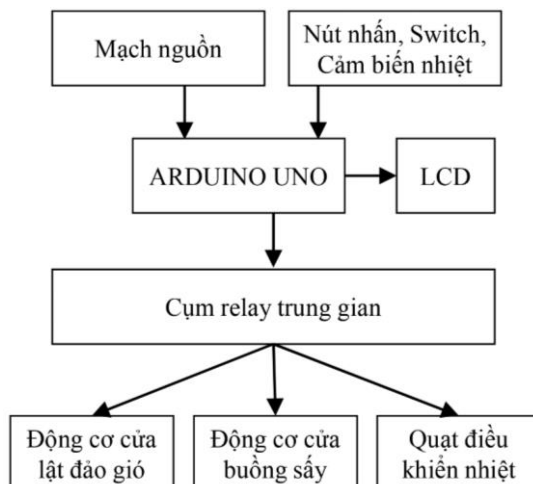 Mạch nguồn
Nút nhấn, Switch,
Cảm biến nhiệt
ARDUINO UNO
LCD
Cụm relay trung gian
Động cơ cửa
lật đảo gió
Động cơ cửa
buồng sấy
Quạt điều
khiển nhiệt